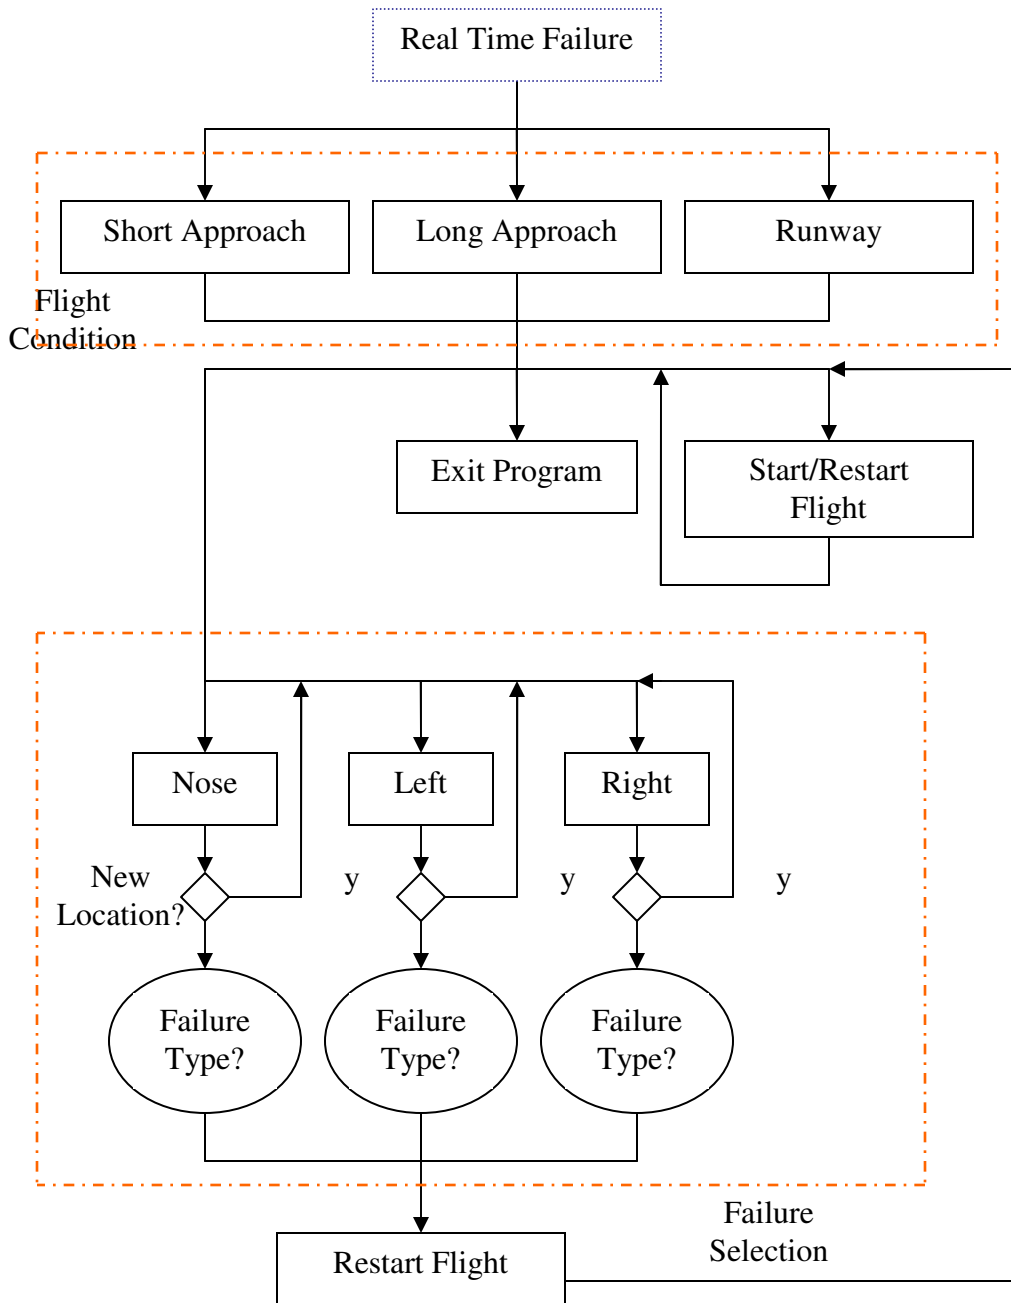 Real Time Failure
Short Approach
Long Approach
Runway
Flight
Condition
Exit Program
Start/Restart
Flight
Nose
Left
Right
New
Location?
y
y
y
Failure
Type?
Failure
Type?
Failure
Type?
Failure
Selection
Restart Flight